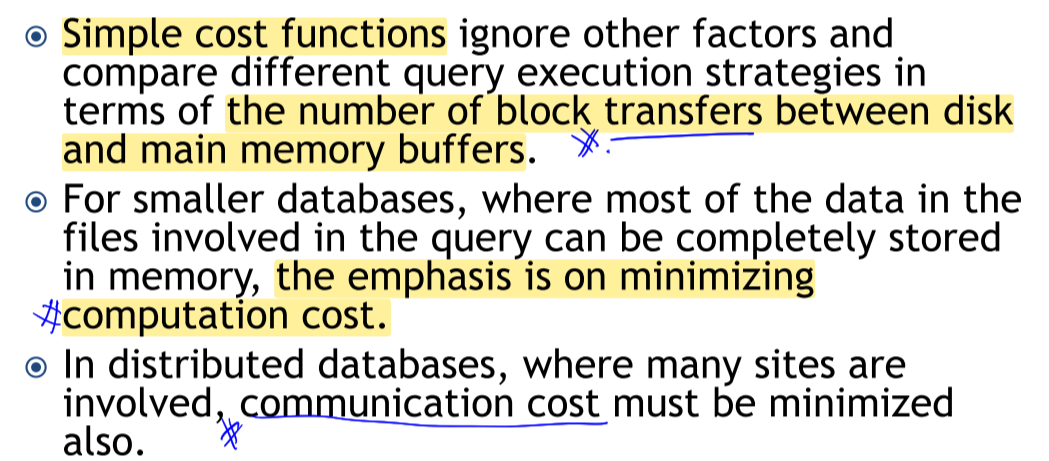 Simple cost functions ignore other factors and
compare different query execution strategies in
terms of the number of block transfers between disk
and main memory buffers.
For smaller databases, where most of the data in the
files involved in the query can be completely stored
in memory, the emphasis is on minimizing
computation cost.
In distributed databases, where many sites are
involved, communication cost must be minimized
also.